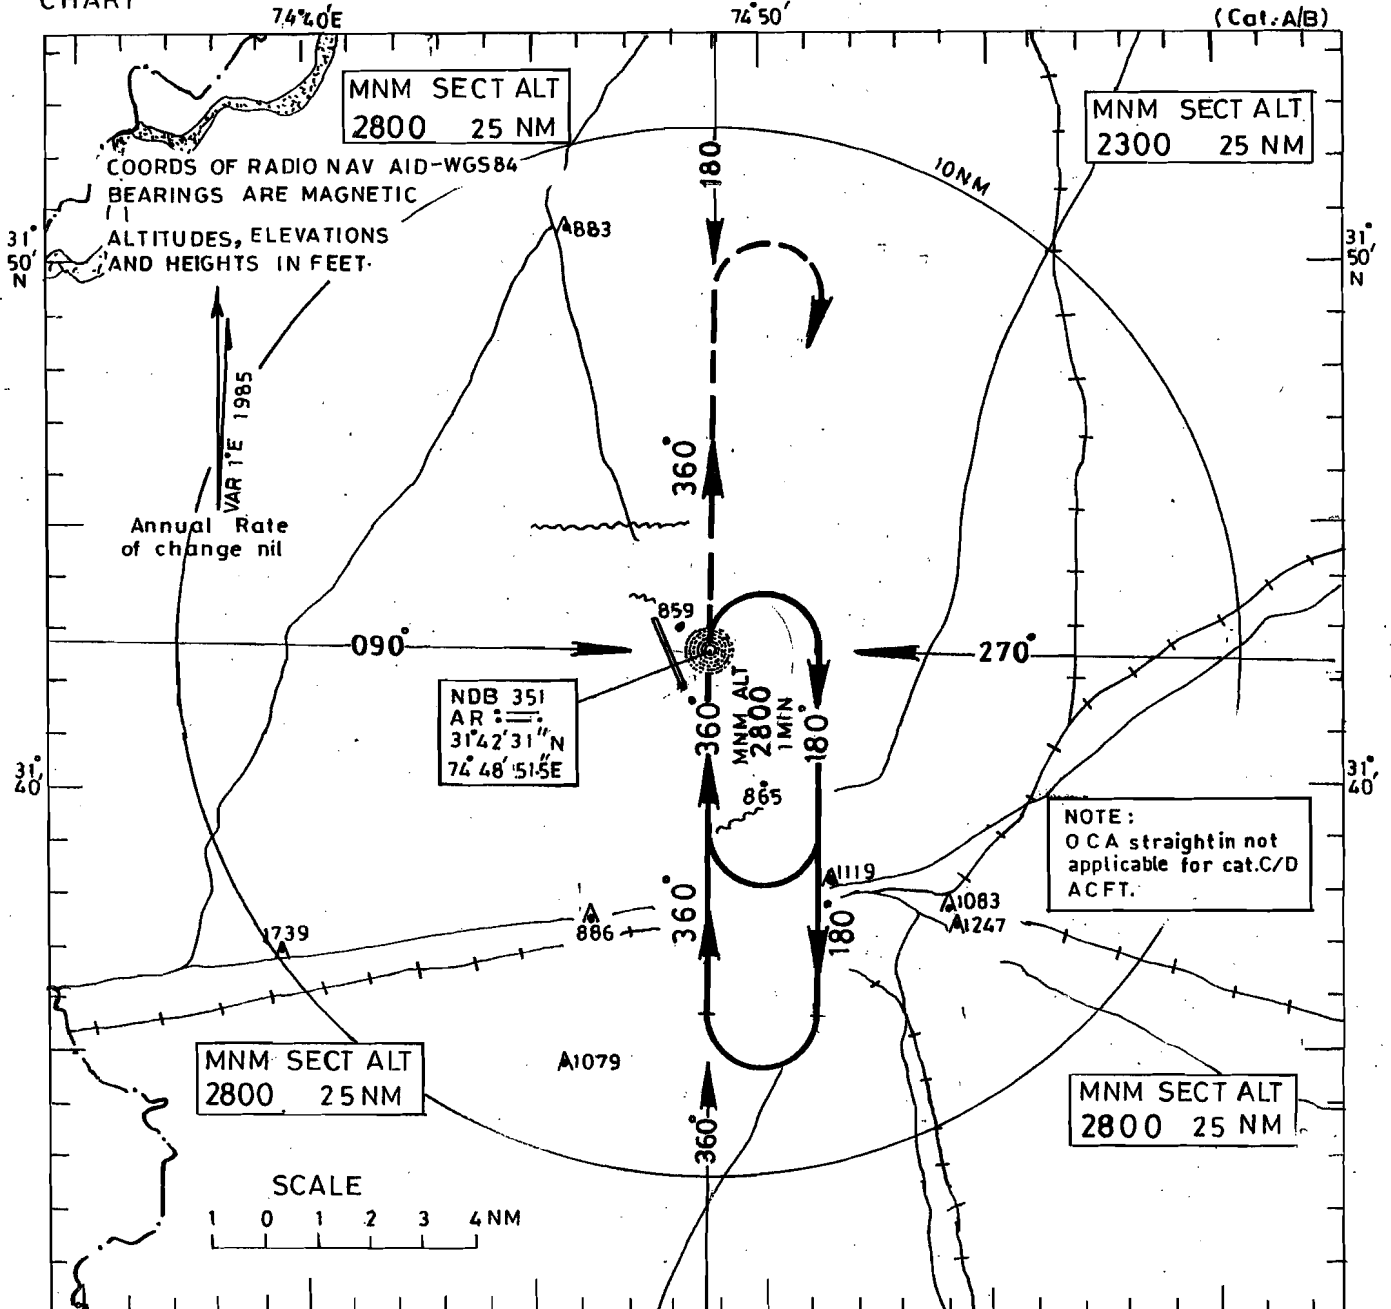 CHART
74°40'E
74°50'
(Cat.A/B)
MNM SECT ALT
2800 25 NM
MNM SECT ALT
2300 25 NM
COORDS OF RADIO NAV AID-WGS84
BEARINGS ARE MAGNETIC
ALTITUDES, ELEVATIONS
AND HEIGHTS IN FEET.
31°
50'
N
31°
50'
N
10NM
180
883
VAR 1°E 1985
Annual Rate
of change nil
360°
859
090°
270°
NDB 351
AR
31°42'31"N
74°48'51.5"E
360°
MNM ALT
2800
1MIN
180°
31°
40'
31°
40'
865
NOTE:
OCA straightin not
applicable for cat.C/D
ACFT.
1119
1083
1247
360°
180°
886
1739
1079
MNM SECT ALT
2800 25NM
MNM SECT ALT
2800 25 NM
360°
SCALE
1 0 1 2 3 4 NM